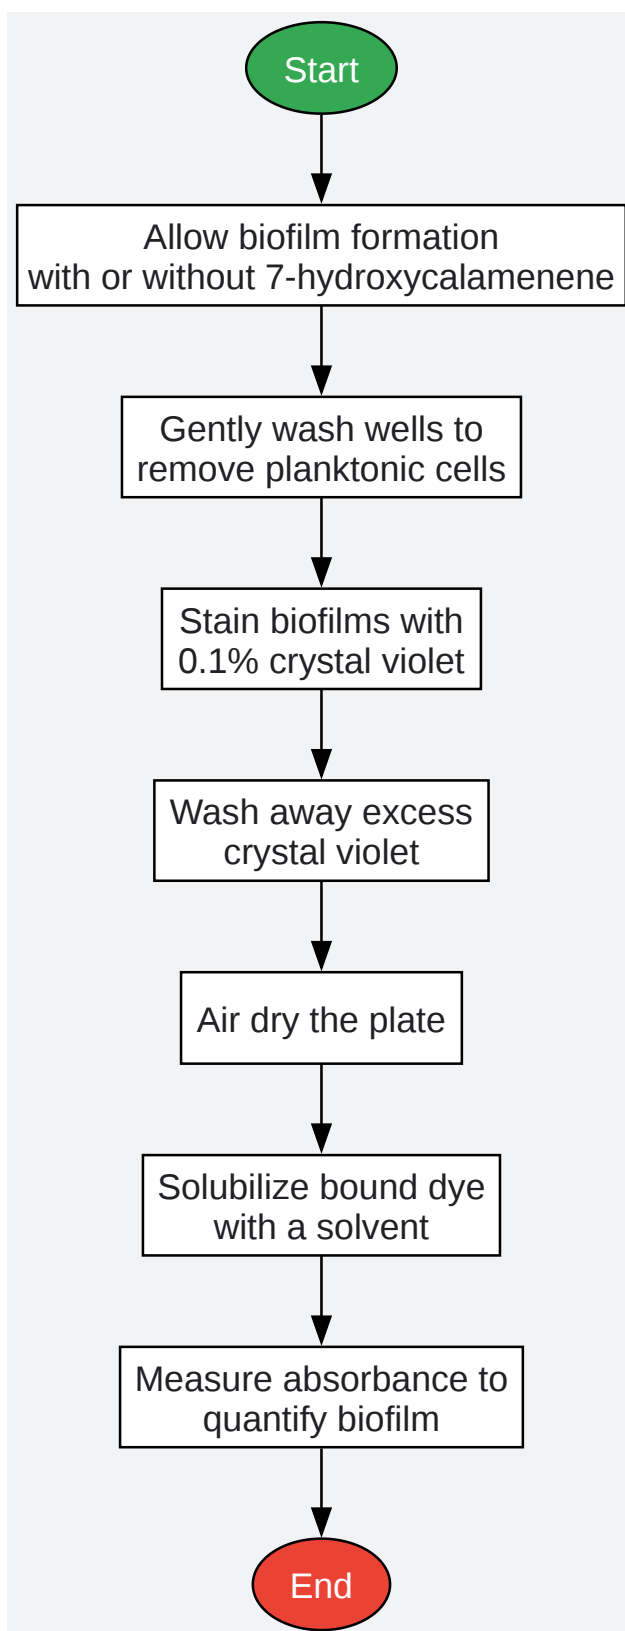 Start
Allow biofilm formation
with or without 7-hydroxycalamenene
Gently wash wells to
remove planktonic cells
Stain biofilms with
0.1% crystal violet
Wash away excess
crystal violet
Air dry the plate
Solubilize bound dye
with a solvent
Measure absorbance to
quantify biofilm
End